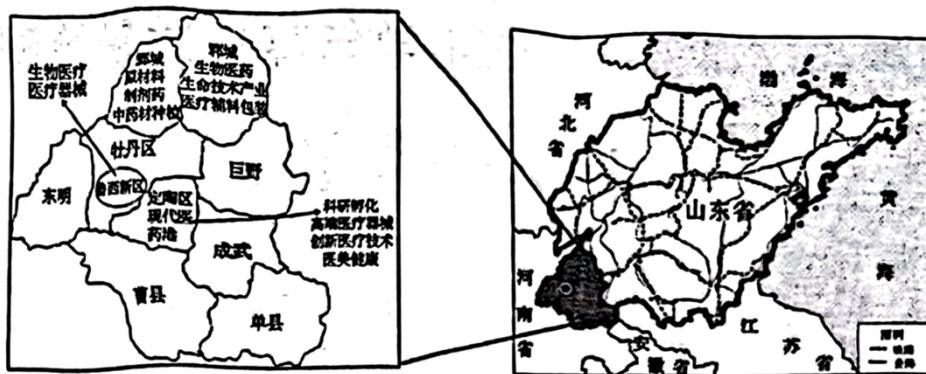 生物医疗
医疗器械
鄄城
原材料
制剂药
中药材种植
郓城
生物医药
生命技术产业
医疗辅料包装
牡丹区
巨野
东明
鲁西新区
定陶区
现代医
药港
科研孵化
高端医疗器械
创新医疗技术
医美健康
成武
曹县
单县
渤海
河北省
山东省
黄海
河南省
安徽省
江苏省
图例
铁路
公路